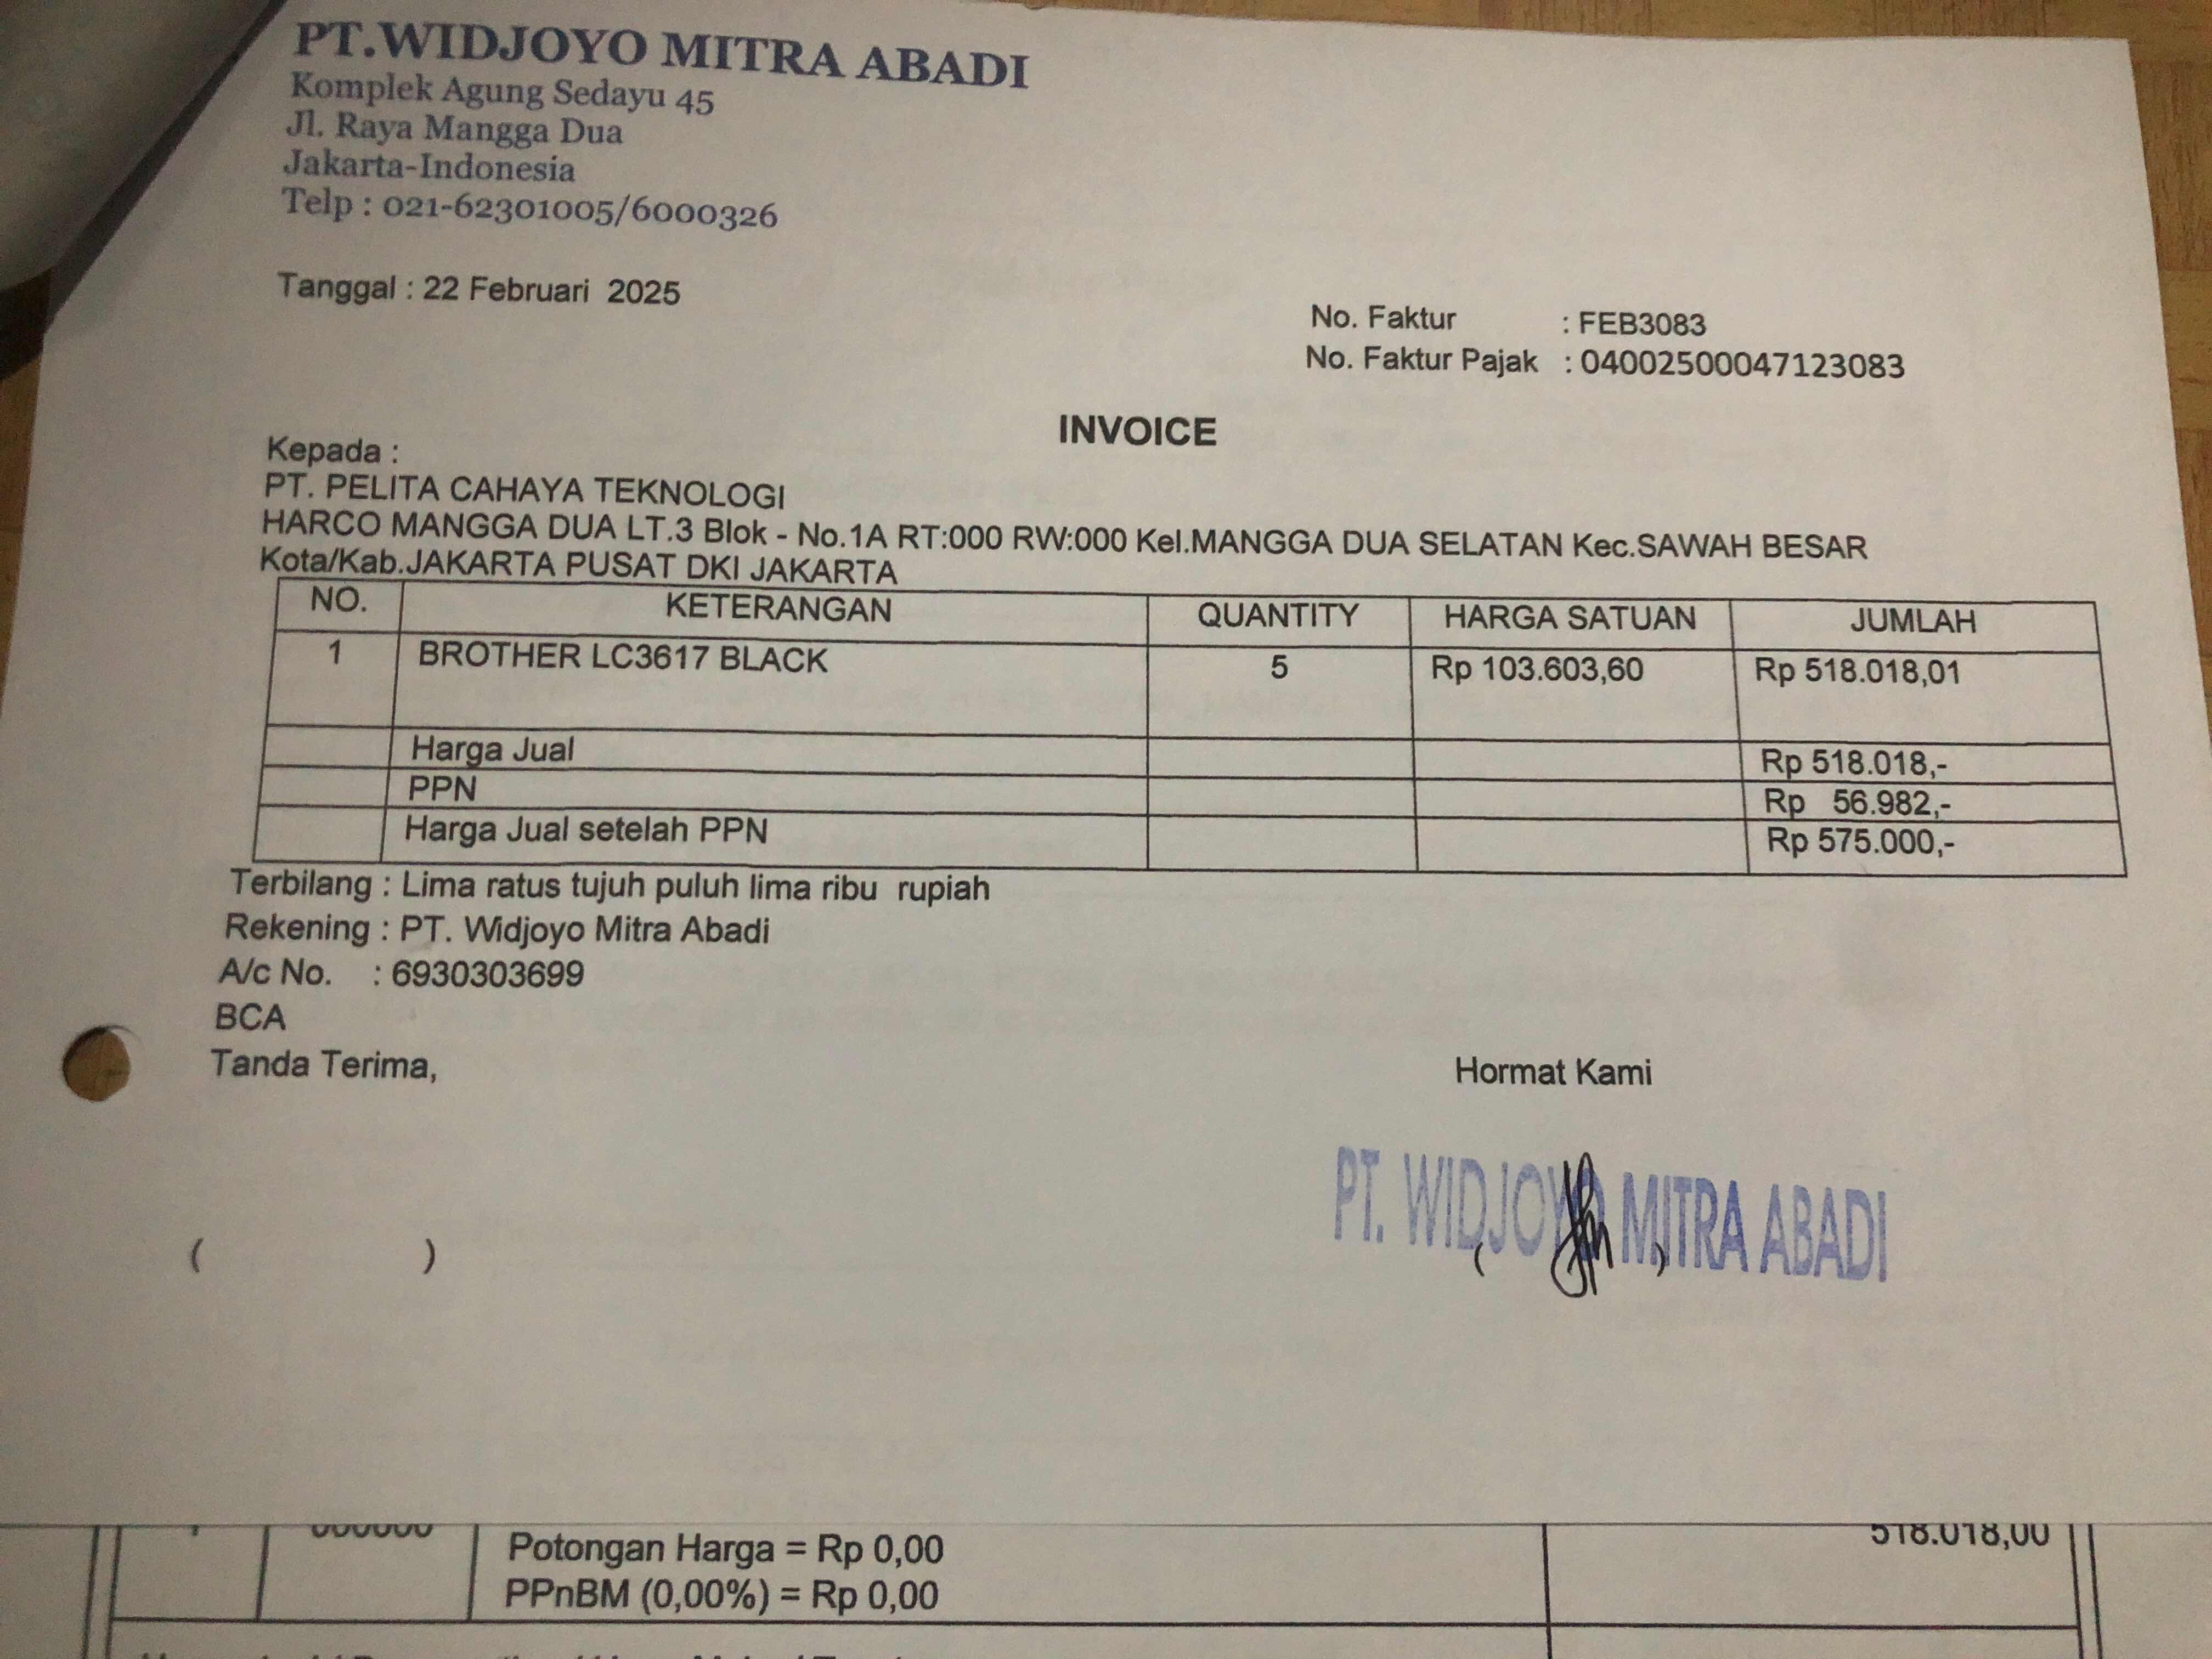 PT.WIDJOYO MITRA ABADI
Komplek Agung Sedayu 45
Jl. Raya Mangga Dua
Jakarta-Indonesia
Telp : 021-62301005/6000326
Tanggal : 22 Februari 2025
No. Faktur : FEB3083
No. Faktur Pajak : 04002500047123083
INVOICE
Kepada :
PT. PELITA CAHAYA TEKNOLOGI
HARCO MANGGA DUA LT.3 Blok - No.1A RT:000 RW:000 Kel.MANGGA DUA SELATAN Kec.SAWAH BESAR
Kota/Kab.JAKARTA PUSAT DKI JAKARTA
NO. KETERANGAN QUANTITY HARGA SATUAN JUMLAH
1 BROTHER LC3617 BLACK 5 Rp 103.603,60 Rp 518.018,01
Harga Jual Rp 518.018,-
PPN Rp 56.982,-
Harga Jual setelah PPN Rp 575.000,-
Terbilang : Lima ratus tujuh puluh lima ribu rupiah
Rekening : PT. Widjoyo Mitra Abadi
A/c No. : 6930303699
BCA
Tanda Terima, Hormat Kami
PT. WIDJOYO MITRA ABADI
( ) ( )
000000 518.018,00
Potongan Harga = Rp 0,00
PPnBM (0,00%) = Rp 0,00